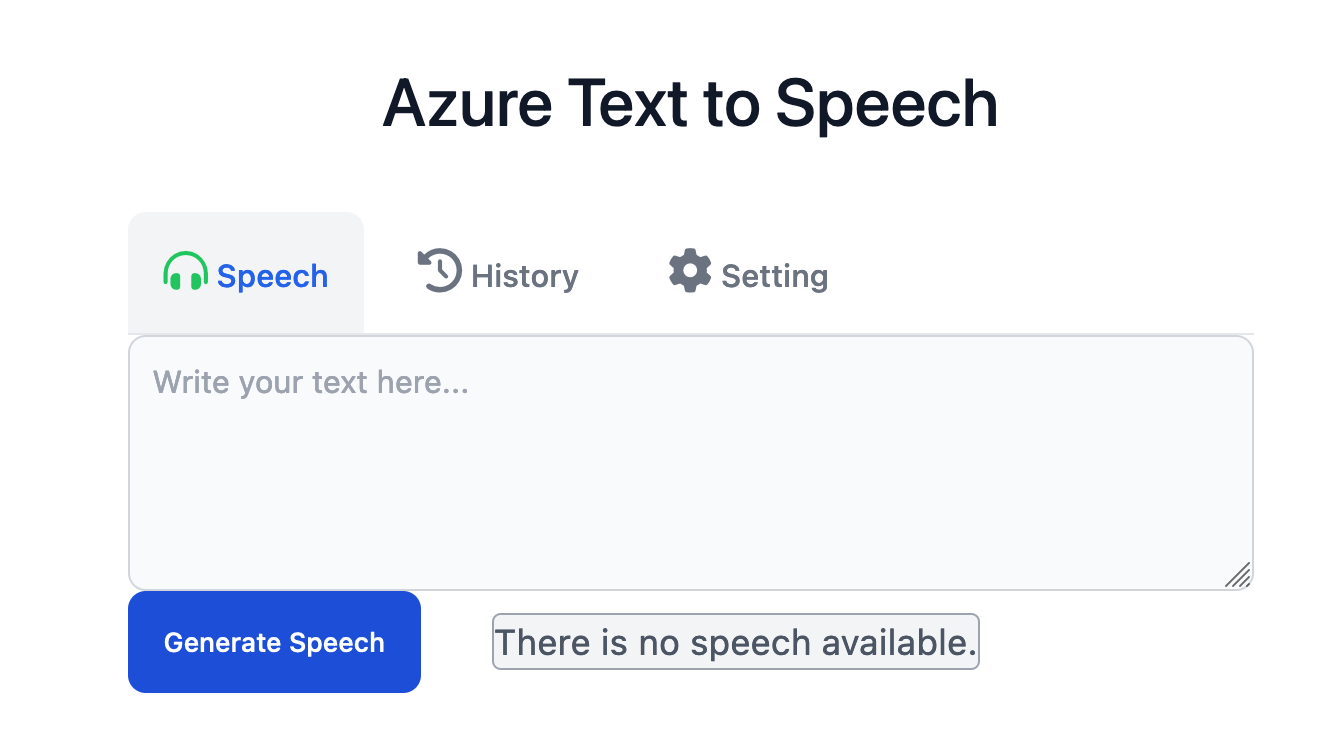 Azure Text to Speech
Speech
History
Setting
Write your text here...
Generate Speech
There is no speech available.